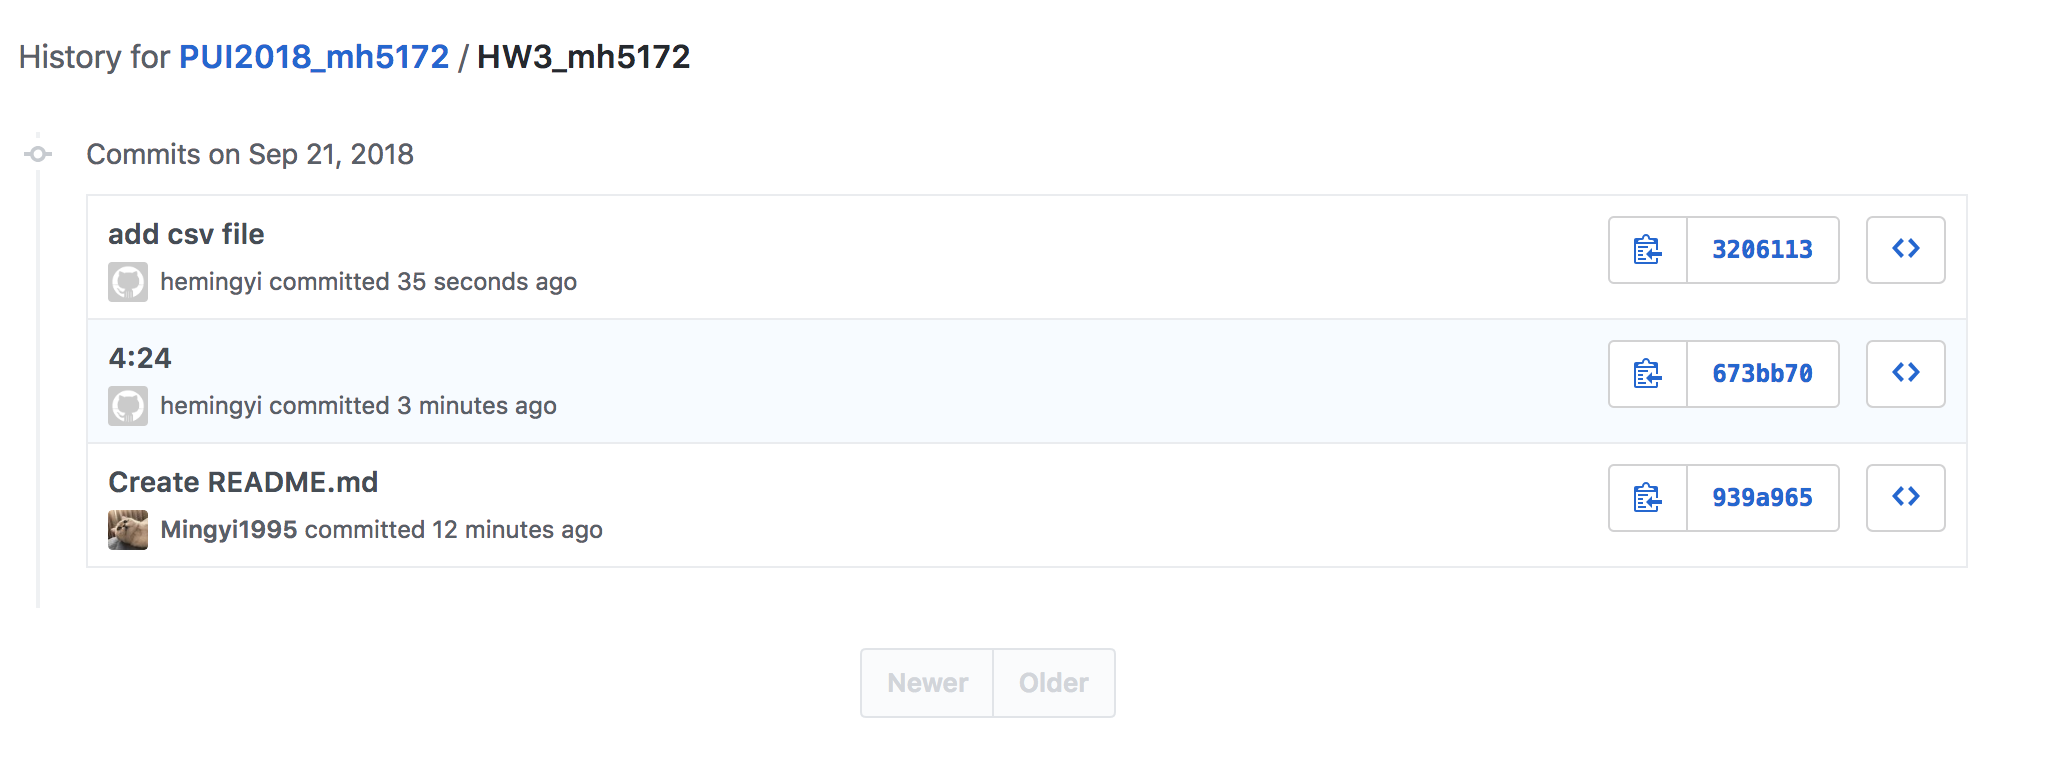 History for PUI2018_mh5172 / HW3_mh5172
Commits on Sep 21, 2018
add csv file
hemingyi committed 35 seconds ago
3206113
4:24
hemingyi committed 3 minutes ago
673bb70
Create README.md
Mingyi1995 committed 12 minutes ago
939a965
Newer Older